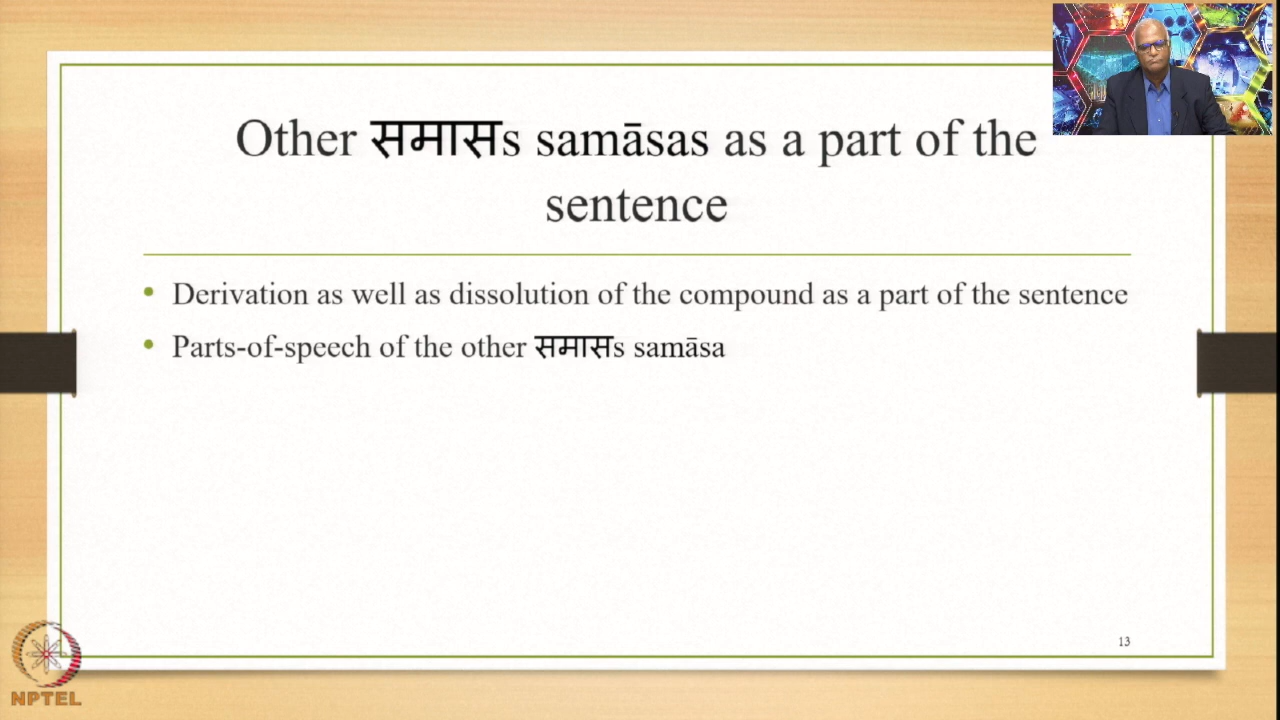 Other समासs samāsas as a part of the
sentence
• Derivation as well as dissolution of the compound as a part of the sentence
• Parts-of-speech of the other समासs samāsa
13
NPTEL